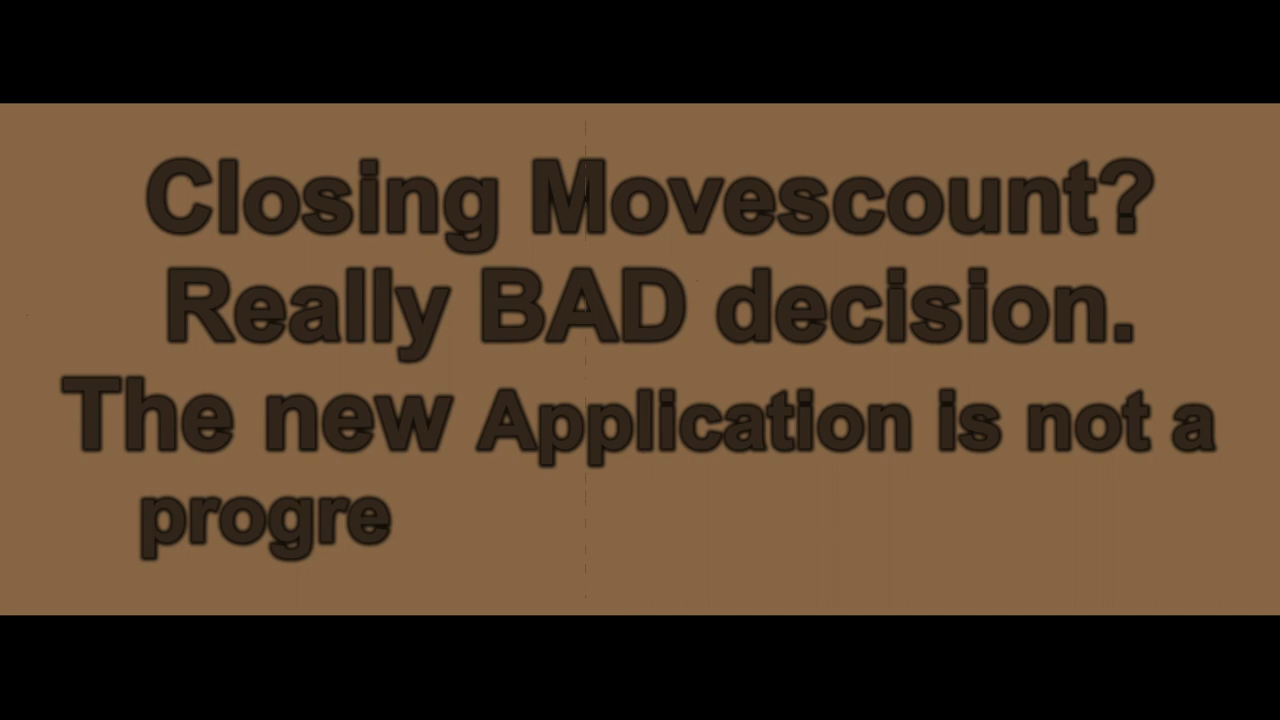 Closing Movescount?
Really BAD decision.
The new Application is not a
progre